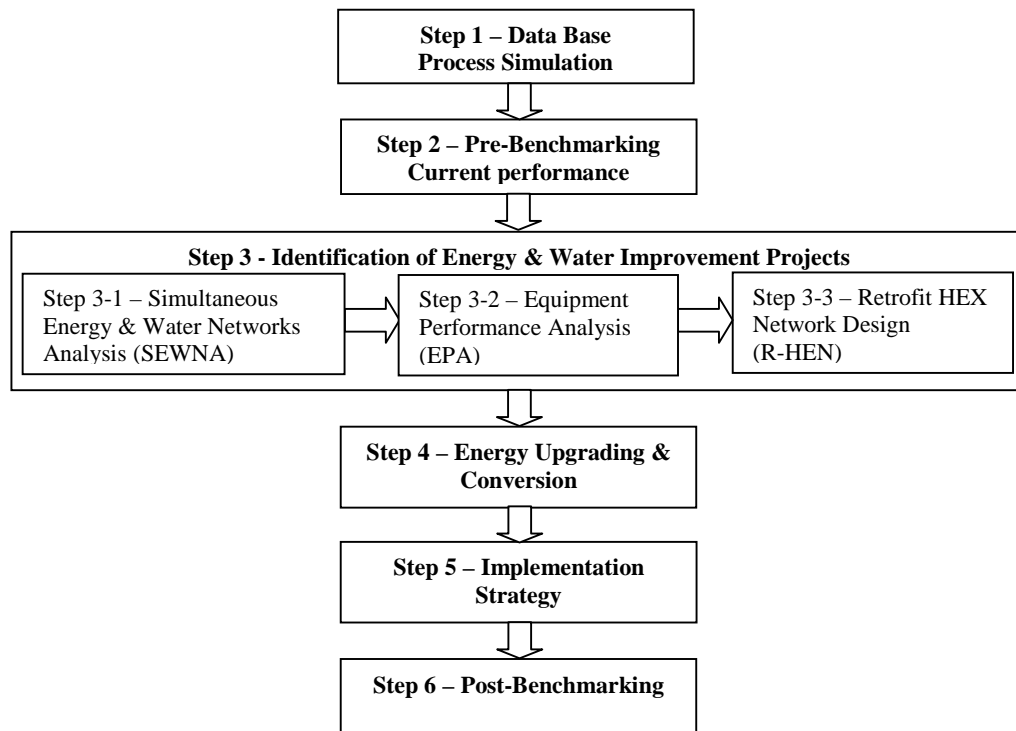 Step 1 – Data Base
Process Simulation
Step 2 – Pre-Benchmarking
Current performance
Step 3 - Identification of Energy & Water Improvement Projects
Step 3-1 – Simultaneous
Energy & Water Networks
Analysis (SEWNA)
Step 3-2 – Equipment
Performance Analysis
(EPA)
Step 3-3 – Retrofit HEX
Network Design
(R-HEN)
Step 4 – Energy Upgrading &
Conversion
Step 5 – Implementation
Strategy
Step 6 – Post-Benchmarking